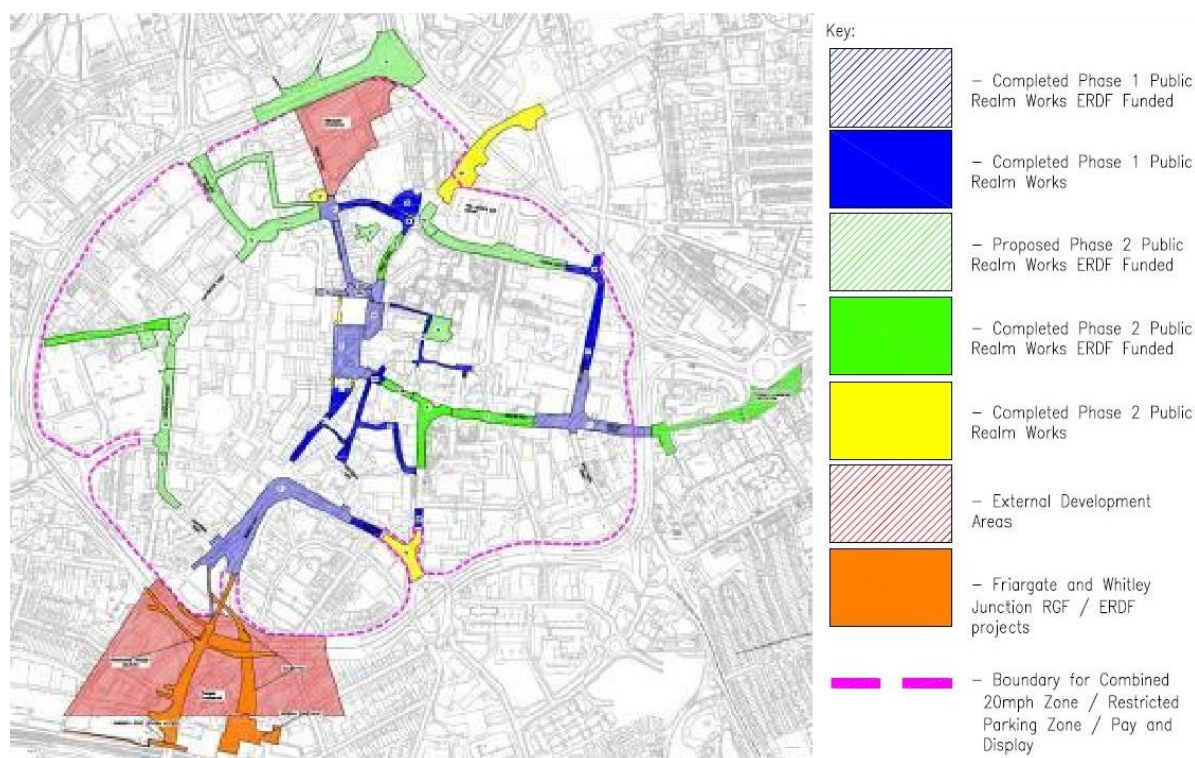 Key:
– Completed Phase 1 Public
Realm Works ERDF Funded
– Completed Phase 1 Public
Realm Works
– Proposed Phase 2 Public
Realm Works ERDF Funded
– Completed Phase 2 Public
Realm Works ERDF Funded
– Completed Phase 2 Public
Realm Works
– External Development
Areas
– Friargate and Whitley
Junction RGF / ERDF
projects
– Boundary for Combined
20mph Zone / Restricted
Parking Zone / Pay and
Display